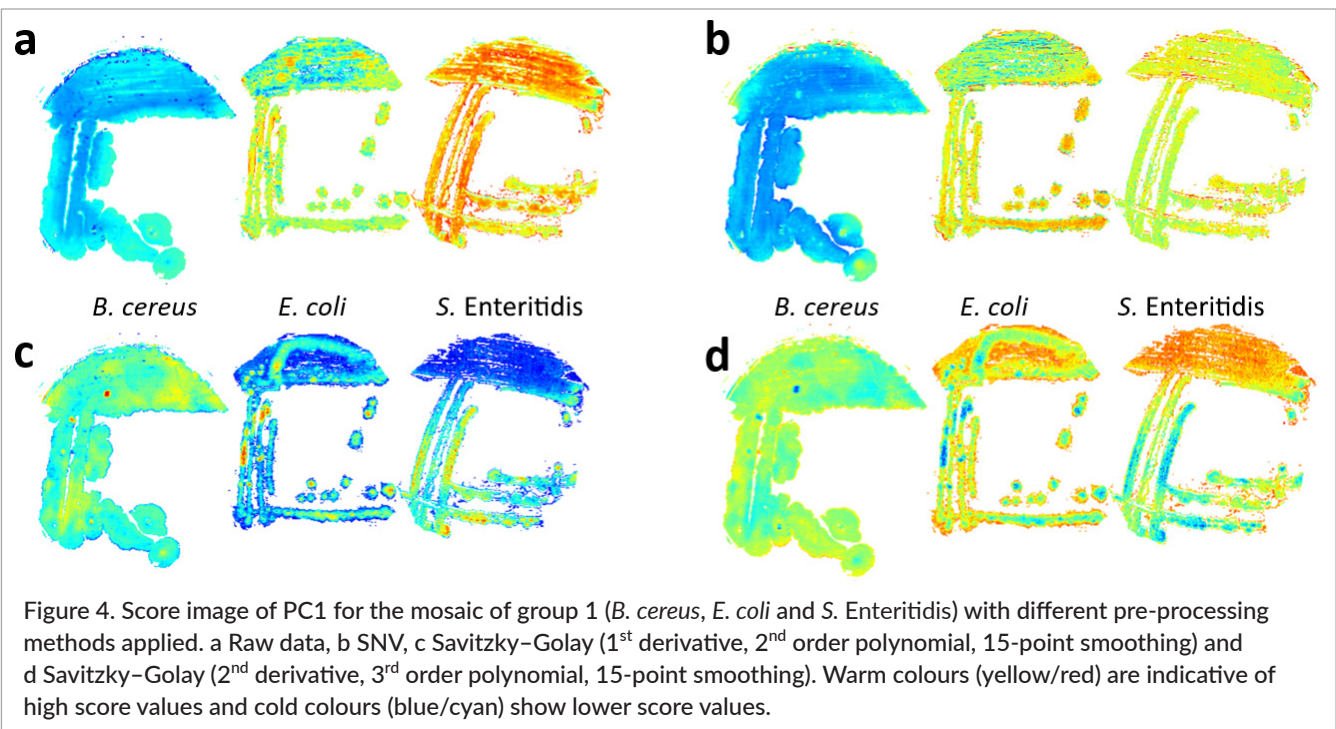 a
b
B. cereus
E. coli
S. Enteritidis
B. cereus
E. coli
S. Enteritidis
c
d
Figure 4. Score image of PC1 for the mosaic of group 1 (B. cereus, E. coli and S. Enteritidis) with different pre-processing
methods applied. a Raw data, b SNV, c Savitzky–Golay (1st derivative, 2nd order polynomial, 15-point smoothing) and
d Savitzky–Golay (2nd derivative, 3rd order polynomial, 15-point smoothing). Warm colours (yellow/red) are indicative of
high score values and cold colours (blue/cyan) show lower score values.